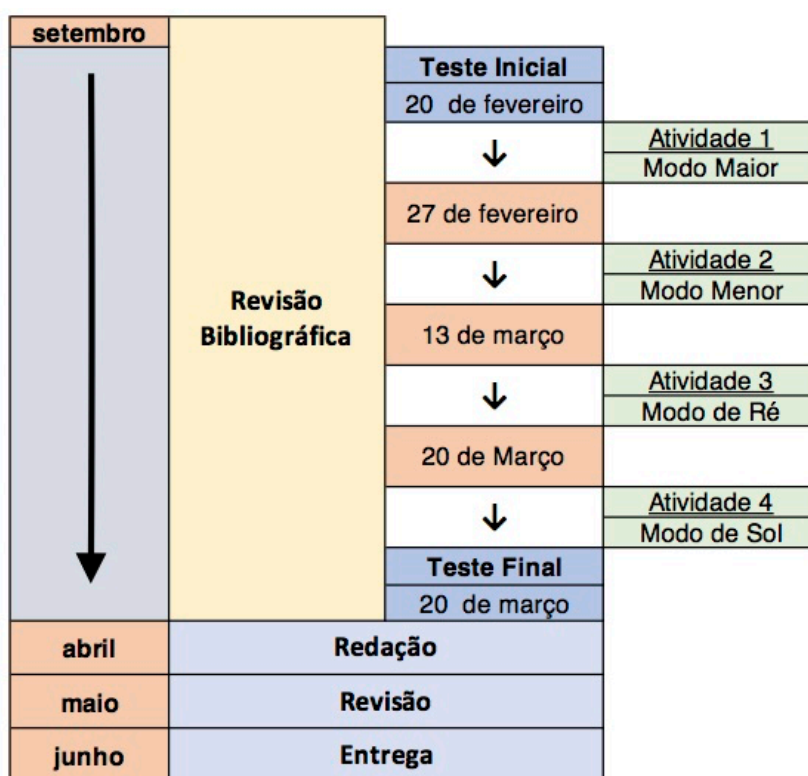 setembro
Teste Inicial
20 de fevereiro
Atividade 1
Modo Maior
27 de fevereiro
Atividade 2
Modo Menor
Revisão
Bibliográfica
13 de março
Atividade 3
Modo de Ré
20 de Março
Atividade 4
Modo de Sol
Teste Final
20 de março
abril
Redação
maio
Revisão
junho
Entrega